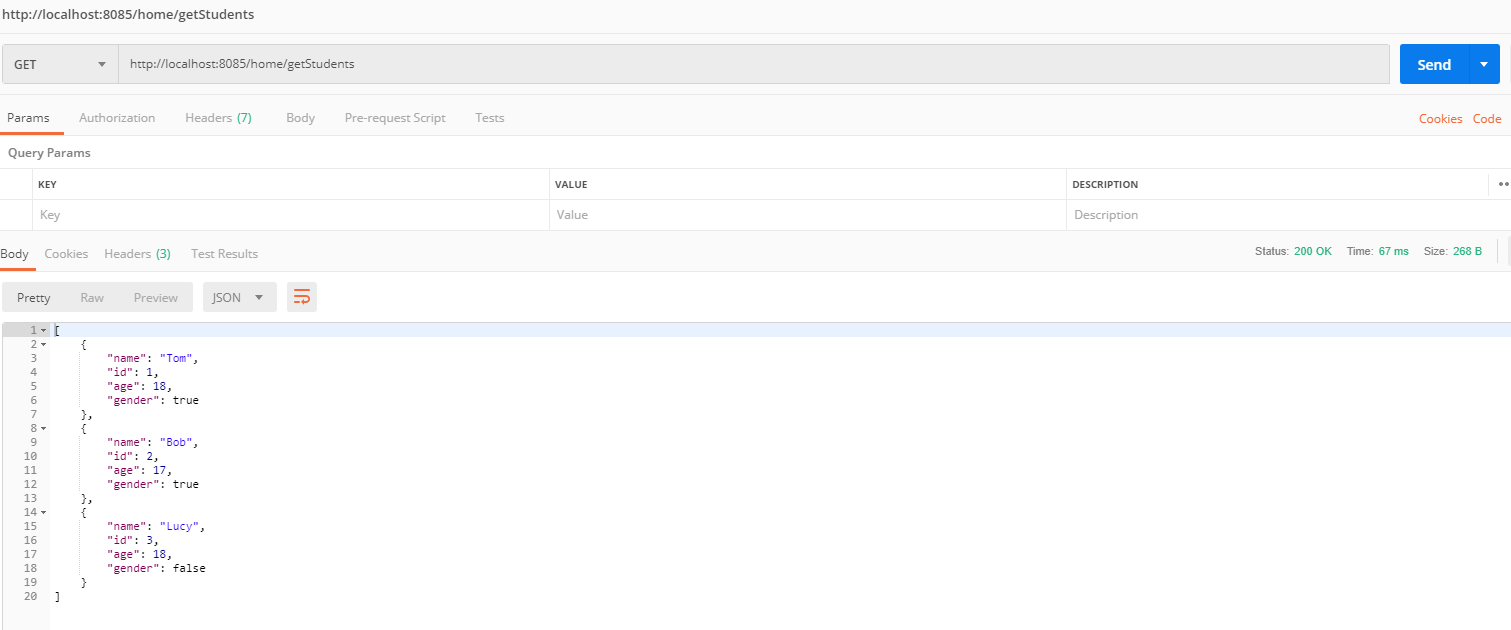 http://localhost:8085/home/getStudents
GET http://localhost:8085/home/getStudents Send
Params Authorization Headers (7) Body Pre-request Script Tests Cookies Code
Query Params
KEY VALUE DESCRIPTION
Key Value Description
Body Cookies Headers (3) Test Results Status: 200 OK Time: 67 ms Size: 268 B
Pretty Raw Preview JSON
1 [
2 {
3 "name": "Tom",
4 "id": 1,
5 "age": 18,
6 "gender": true
7 },
8 {
9 "name": "Bob",
10 "id": 2,
11 "age": 17,
12 "gender": true
13 },
14 {
15 "name": "Lucy",
16 "id": 3,
17 "age": 18,
18 "gender": false
19 }
20 ]